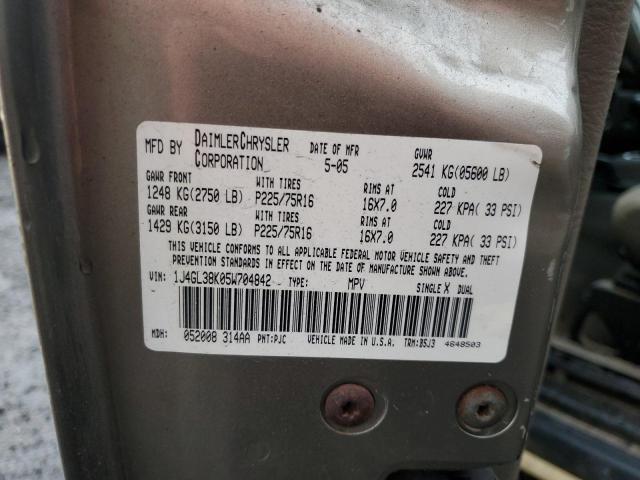 MFD BY DAIMLERCHRYSLER CORPORATION DATE OF MFR 5-05 GVWR 2541 KG(05600 LB)
GAWR FRONT WITH TIRES RIMS AT COLD
1248 KG(2750 LB) P225/75R16 16X7.0 227 KPA( 33 PSI)
GAWR REAR WITH TIRES RIMS AT COLD
1429 KG(3150 LB) P225/75R16 16X7.0 227 KPA( 33 PSI)
THIS VEHICLE CONFORMS TO ALL APPLICABLE FEDERAL MOTOR VEHICLE SAFETY AND THEFT
PREVENTION STANDARDS IN EFFECT ON THE DATE OF MANUFACTURE SHOWN ABOVE.
VIN: 1J4GL38K05W704842 TYPE: MPV SINGLE X DUAL
MDH: 052008 314AA PNT:PJC VEHICLE MADE IN U.S.A. TRM:B5J3 4648503